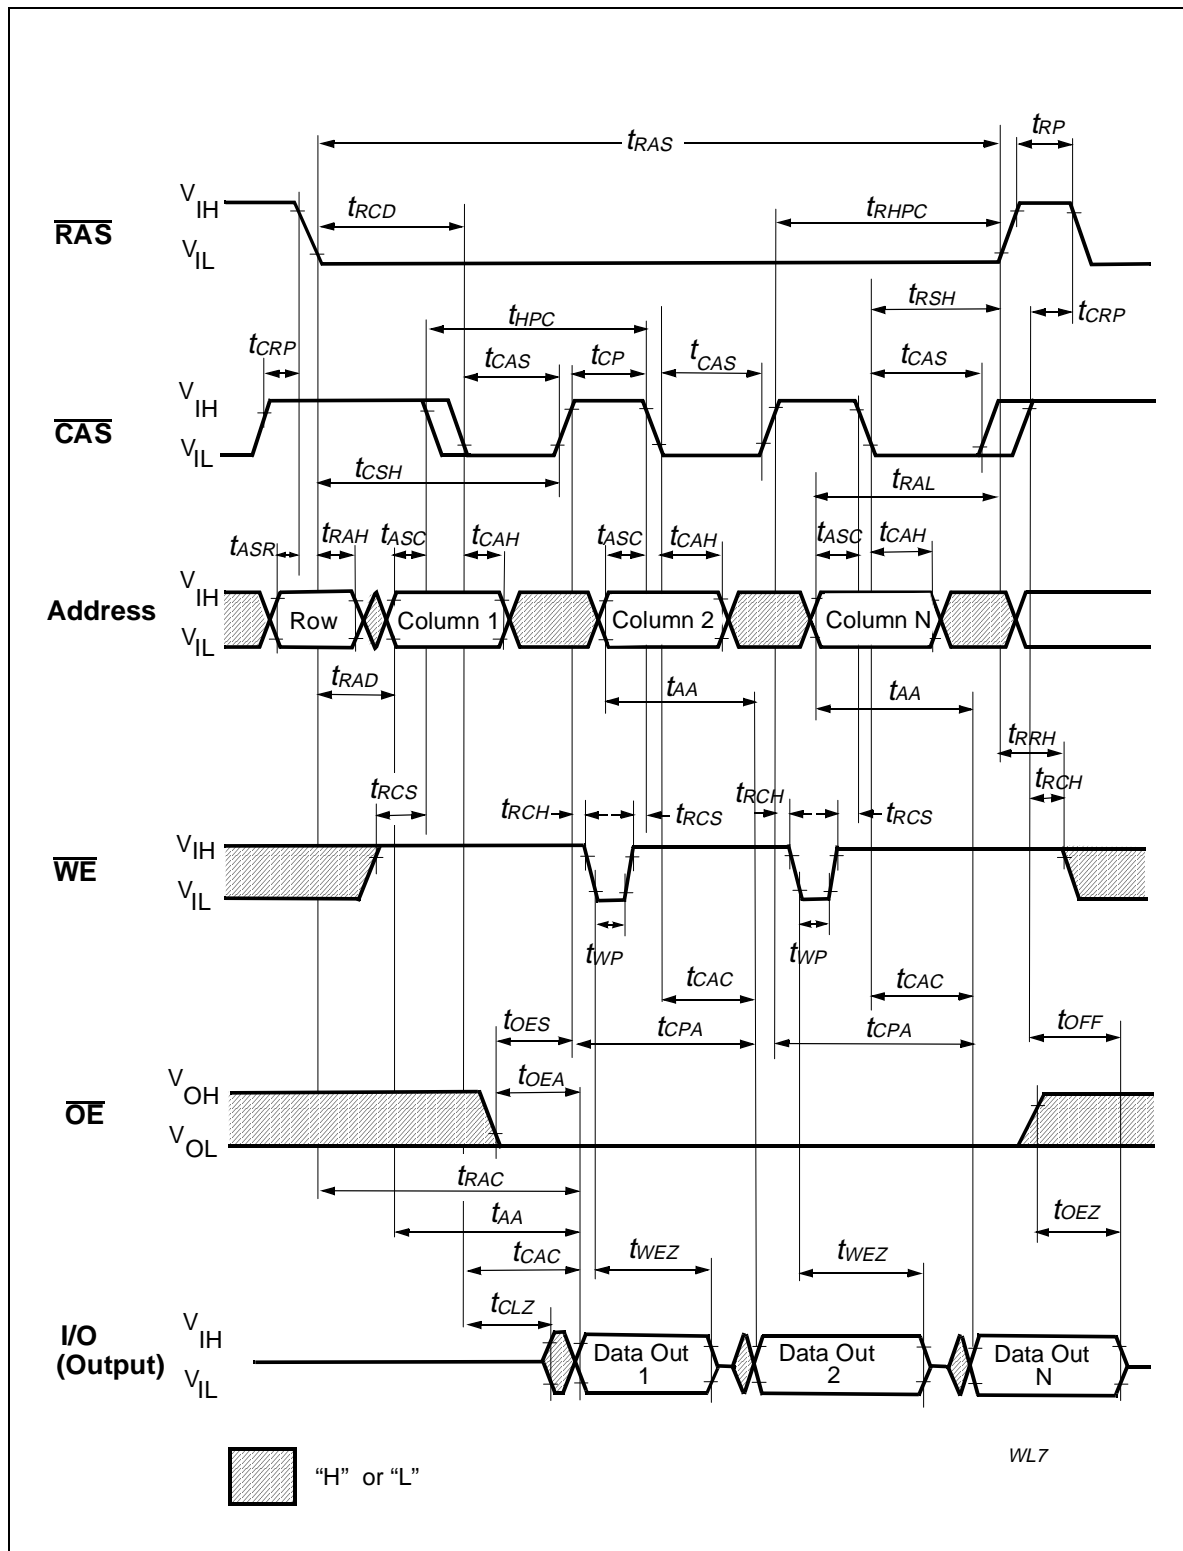 tRP
tRAS
VIH
tRCD
tRHPC
RAS
VIL
tRSH
tHPC
tCRP
tCRP
tCAS
tCP
tCAS
tCAS
VIH
CAS
VIL
tCSH
tRAL
tASR
tRAH
tASC
tCAH
tASC
tCAH
tASC
tCAH
VIH
Address
Row
Column 1
Column 2
Column N
VIL
tRAD
tAA
tAA
tRRH
tRCS
tRCH
tRCS
tRCH
tRCS
tRCH
VIH
WE
VIL
tWP
tWP
tCAC
tCAC
tOES
tCPA
tCPA
tOFF
tOEA
VOH
OE
VOL
tRAC
tAA
tOEZ
tCAC
tWEZ
tWEZ
tCLZ
I/O
(Output)
VIH
VIL
Data Out
1
Data Out
2
Data Out
N
WL7
“H” or “L”